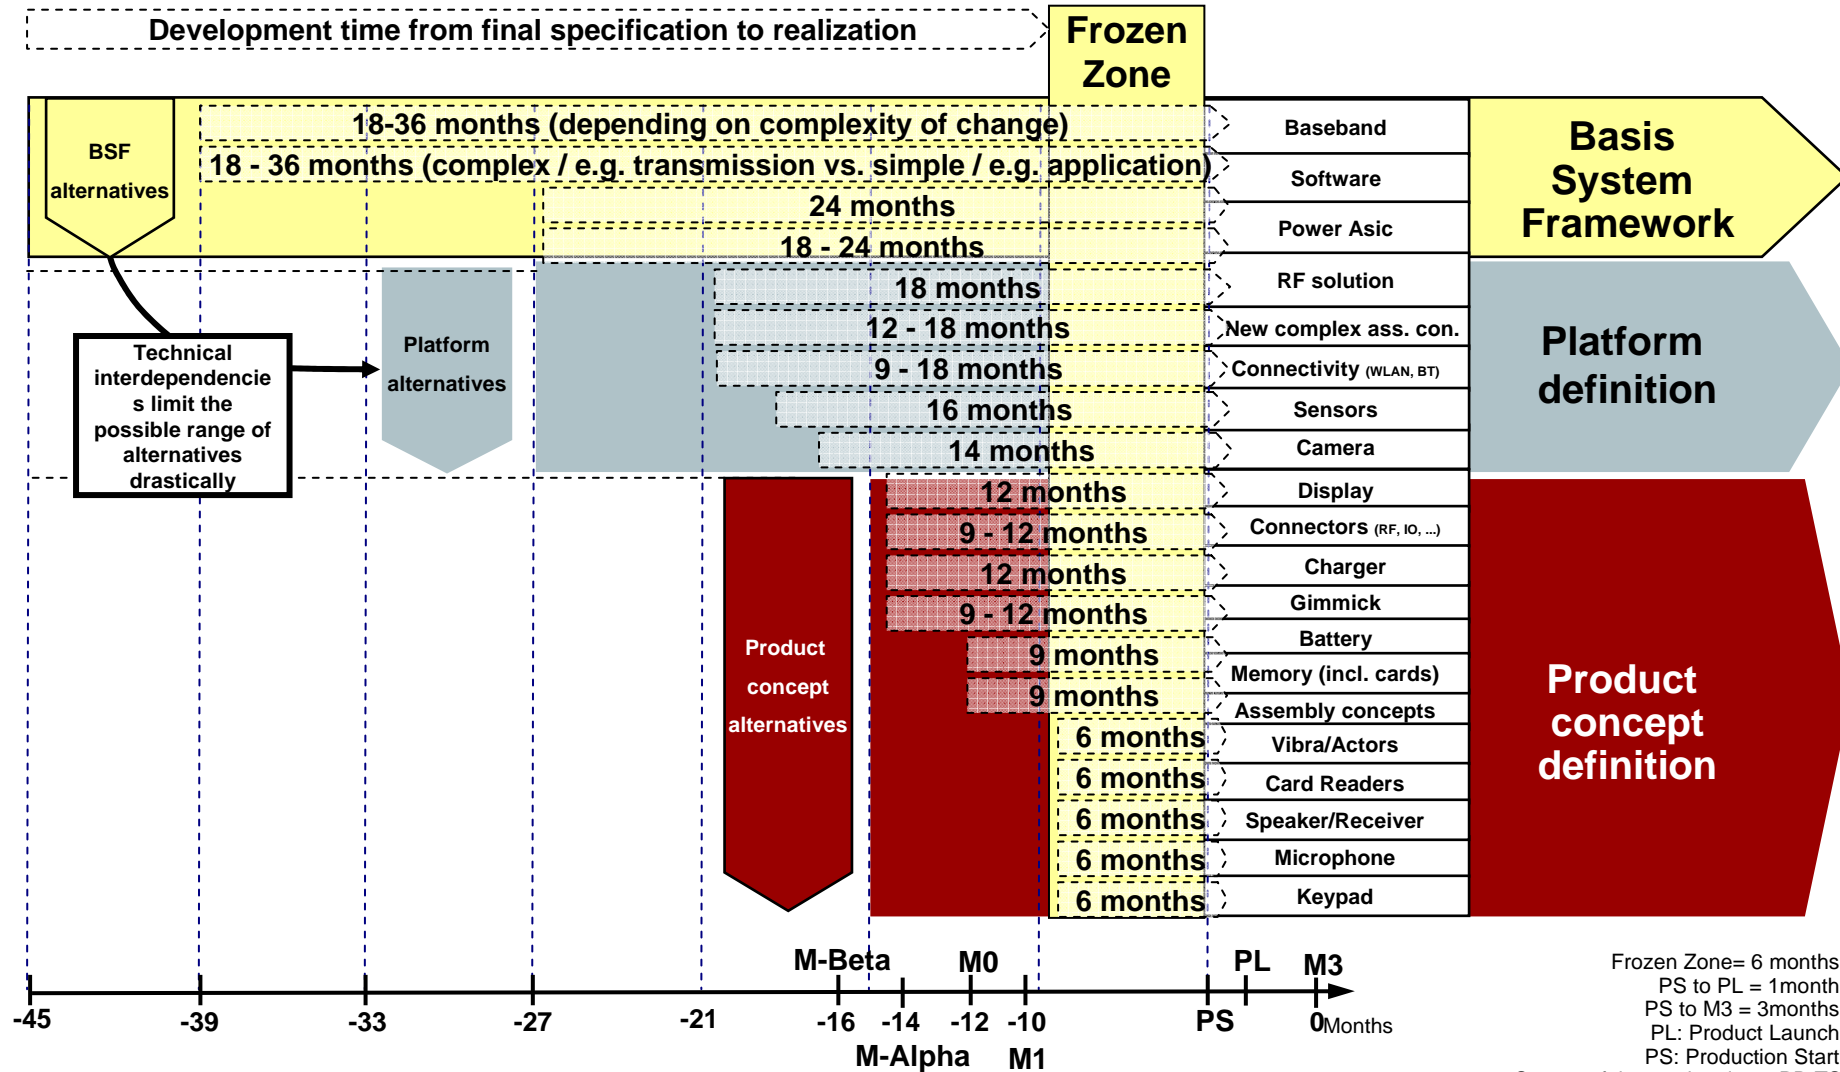 Development time from final specification to realization
Frozen
Zone
BSF
alternatives
18-36 months (depending on complexity of change)
18 - 36 months (complex / e.g. transmission vs. simple / e.g. application)
24 months
18 - 24 months
18 months
12 - 18 months
9 - 18 months
16 months
14 months
12 months
9 - 12 months
12 months
9 - 12 months
9 months
9 months
6 months
6 months
6 months
6 months
6 months
Technical
interdependencie
s limit the
possible range of
alternatives
drastically
Platform
alternatives
Product
concept
alternatives
Baseband
Software
Power Asic
RF solution
New complex ass. con.
Connectivity (WLAN, BT)
Sensors
Camera
Display
Connectors (RF, IO, ...)
Charger
Gimmick
Battery
Memory (incl. cards)
Assembly concepts
Vibra/Actors
Card Readers
Speaker/Receiver
Microphone
Keypad
Basis
System
Framework
Platform
definition
Product
concept
definition
M-Beta M0 PL M3
-45 -39 -33 -27 -21 -16 -14 -12 -10 PS 0 Months
M-Alpha M1
Frozen Zone= 6 months
PS to PL = 1month
PS to M3 = 3months
PL: Product Launch
PS: Production Start